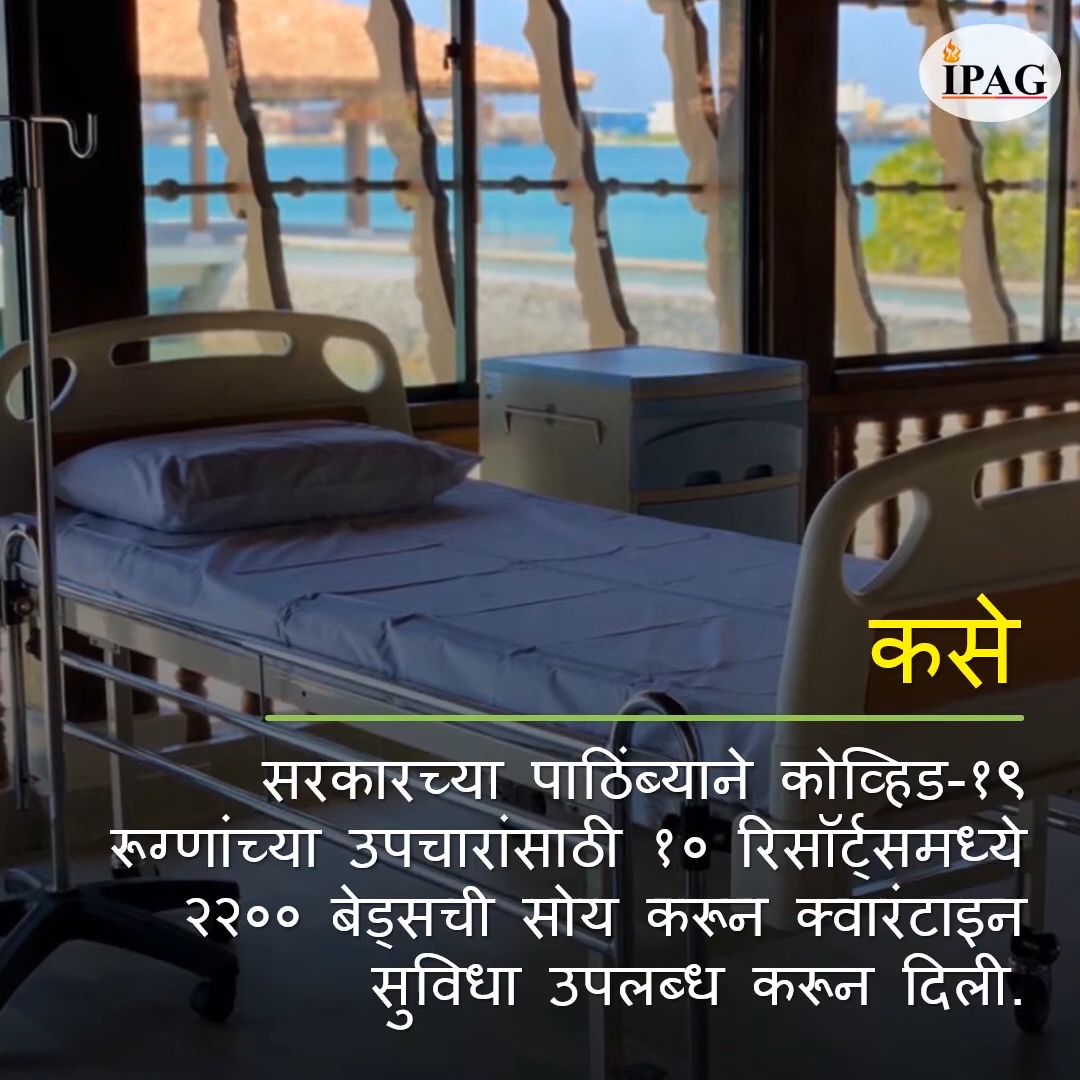 IPAG
कसे
सरकारच्या पाठिंब्याने कोव्हिड-१९
रूग्णांच्या उपचारांसाठी १० रिसॉर्ट्समध्ये
२२०० बेड्सची सोय करून क्वारंटाइन
सुविधा उपलब्ध करून दिली.